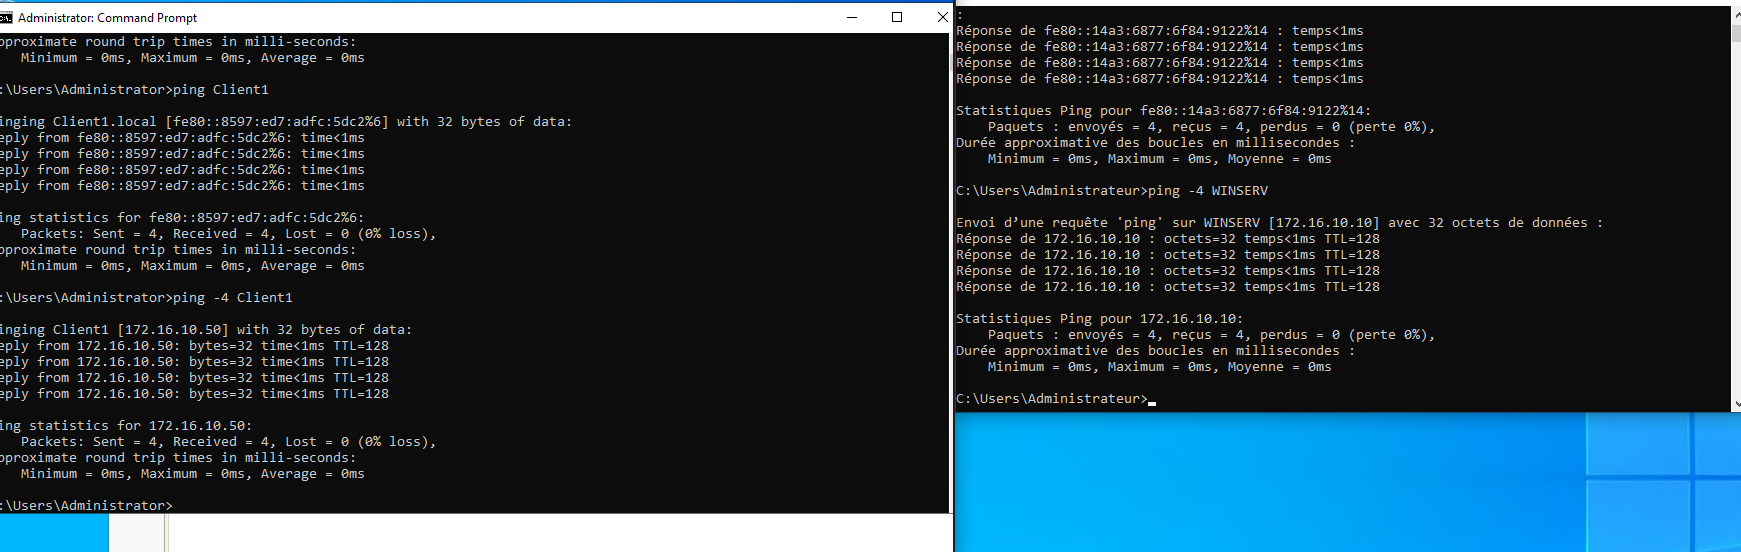 Administrator: Command Prompt
pproximate round trip times in milli-seconds:
Minimum = 0ms, Maximum = 0ms, Average = 0ms
:\Users\Administrator>ping Client1
inging Client1.local [fe80::8597:ed7:adfc:5dc2%6] with 32 bytes of data:
eply from fe80::8597:ed7:adfc:5dc2%6: time<1ms
eply from fe80::8597:ed7:adfc:5dc2%6: time<1ms
eply from fe80::8597:ed7:adfc:5dc2%6: time<1ms
eply from fe80::8597:ed7:adfc:5dc2%6: time<1ms
ing statistics for fe80::8597:ed7:adfc:5dc2%6:
Packets: Sent = 4, Received = 4, Lost = 0 (0% loss),
pproximate round trip times in milli-seconds:
Minimum = 0ms, Maximum = 0ms, Average = 0ms
:\Users\Administrator>ping -4 Client1
inging Client1 [172.16.10.50] with 32 bytes of data:
eply from 172.16.10.50: bytes=32 time<1ms TTL=128
eply from 172.16.10.50: bytes=32 time<1ms TTL=128
eply from 172.16.10.50: bytes=32 time<1ms TTL=128
eply from 172.16.10.50: bytes=32 time<1ms TTL=128
ing statistics for 172.16.10.50:
Packets: Sent = 4, Received = 4, Lost = 0 (0% loss),
pproximate round trip times in milli-seconds:
Minimum = 0ms, Maximum = 0ms, Average = 0ms
:\Users\Administrator>
:
Réponse de fe80::14a3:6877:6f84:9122%14 : temps<1ms
Réponse de fe80::14a3:6877:6f84:9122%14 : temps<1ms
Réponse de fe80::14a3:6877:6f84:9122%14 : temps<1ms
Réponse de fe80::14a3:6877:6f84:9122%14 : temps<1ms
Statistiques Ping pour fe80::14a3:6877:6f84:9122%14:
Paquets : envoyés = 4, reçus = 4, perdus = 0 (perte 0%),
Durée approximative des boucles en millisecondes :
Minimum = 0ms, Maximum = 0ms, Moyenne = 0ms
C:\Users\Administrateur>ping -4 WINSERV
Envoi d’une requête 'ping' sur WINSERV [172.16.10.10] avec 32 octets de données :
Réponse de 172.16.10.10 : octets=32 temps<1ms TTL=128
Réponse de 172.16.10.10 : octets=32 temps<1ms TTL=128
Réponse de 172.16.10.10 : octets=32 temps<1ms TTL=128
Réponse de 172.16.10.10 : octets=32 temps<1ms TTL=128
Statistiques Ping pour 172.16.10.10:
Paquets : envoyés = 4, reçus = 4, perdus = 0 (perte 0%),
Durée approximative des boucles en millisecondes :
Minimum = 0ms, Maximum = 0ms, Moyenne = 0ms
C:\Users\Administrateur>